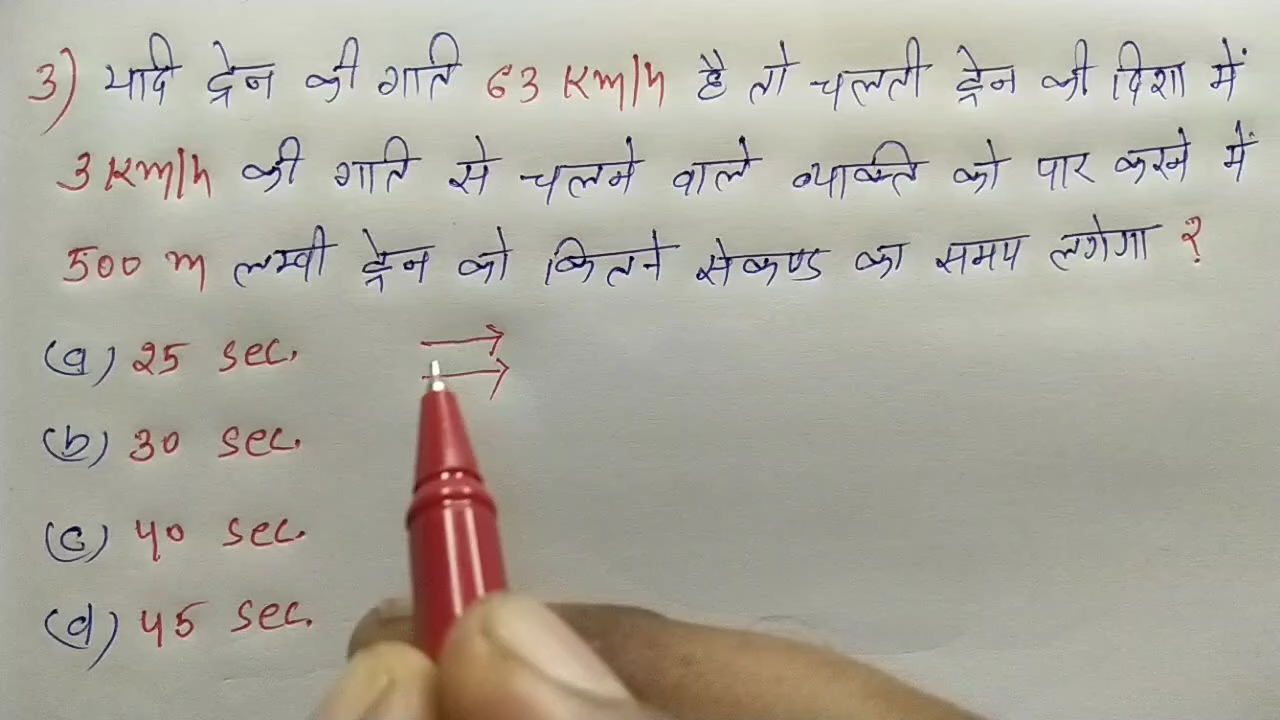 3) यदि ट्रेन की गति 63 Km/h है तो चलती ट्रेन की दिशा में
3 Km/h की गति से चलने वाले व्यक्ति को पार करने में
500 m लम्बी ट्रेन को कितने सेकण्ड का समय लगेगा ?
(a) 25 sec.
(b) 30 sec.
(c) 40 sec.
(d) 45 sec.